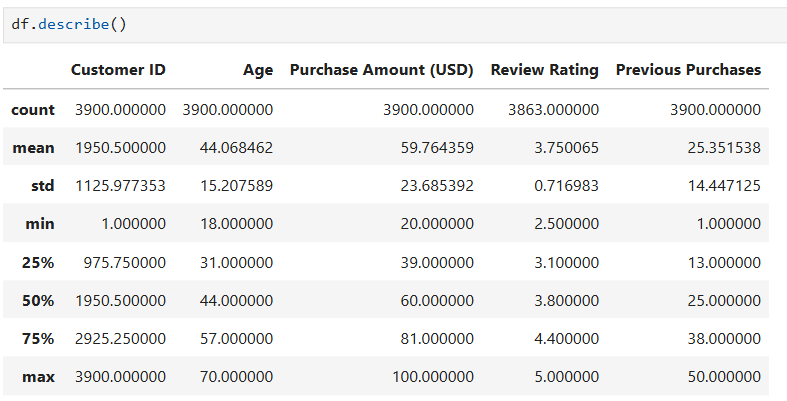 df.describe()
Customer ID Age Purchase Amount (USD) Review Rating Previous Purchases
count 3900.000000 3900.000000 3900.000000 3863.000000 3900.000000
mean 1950.500000 44.068462 59.764359 3.750065 25.351538
std 1125.977353 15.207589 23.685392 0.716983 14.447125
min 1.000000 18.000000 20.000000 2.500000 1.000000
25% 975.750000 31.000000 39.000000 3.100000 13.000000
50% 1950.500000 44.000000 60.000000 3.800000 25.000000
75% 2925.250000 57.000000 81.000000 4.400000 38.000000
max 3900.000000 70.000000 100.000000 5.000000 50.000000